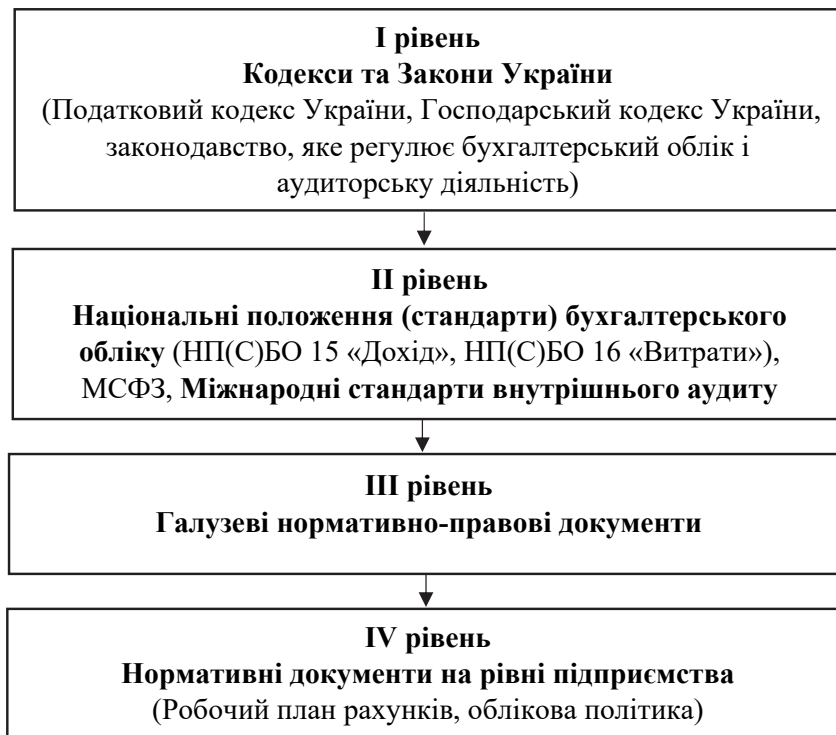 І рівень
Кодекси та Закони України
(Податковий кодекс України, Господарський кодекс України,
законодавство, яке регулює бухгалтерський облік і
аудиторську діяльність)
ІІ рівень
Національні положення (стандарти) бухгалтерського
обліку (НП(С)БО 15 «Дохід», НП(С)БО 16 «Витрати»),
МСФЗ, Міжнародні стандарти внутрішнього аудиту
ІІІ рівень
Галузеві нормативно-правові документи
IV рівень
Нормативні документи на рівні підприємства
(Робочий план рахунків, облікова політика)